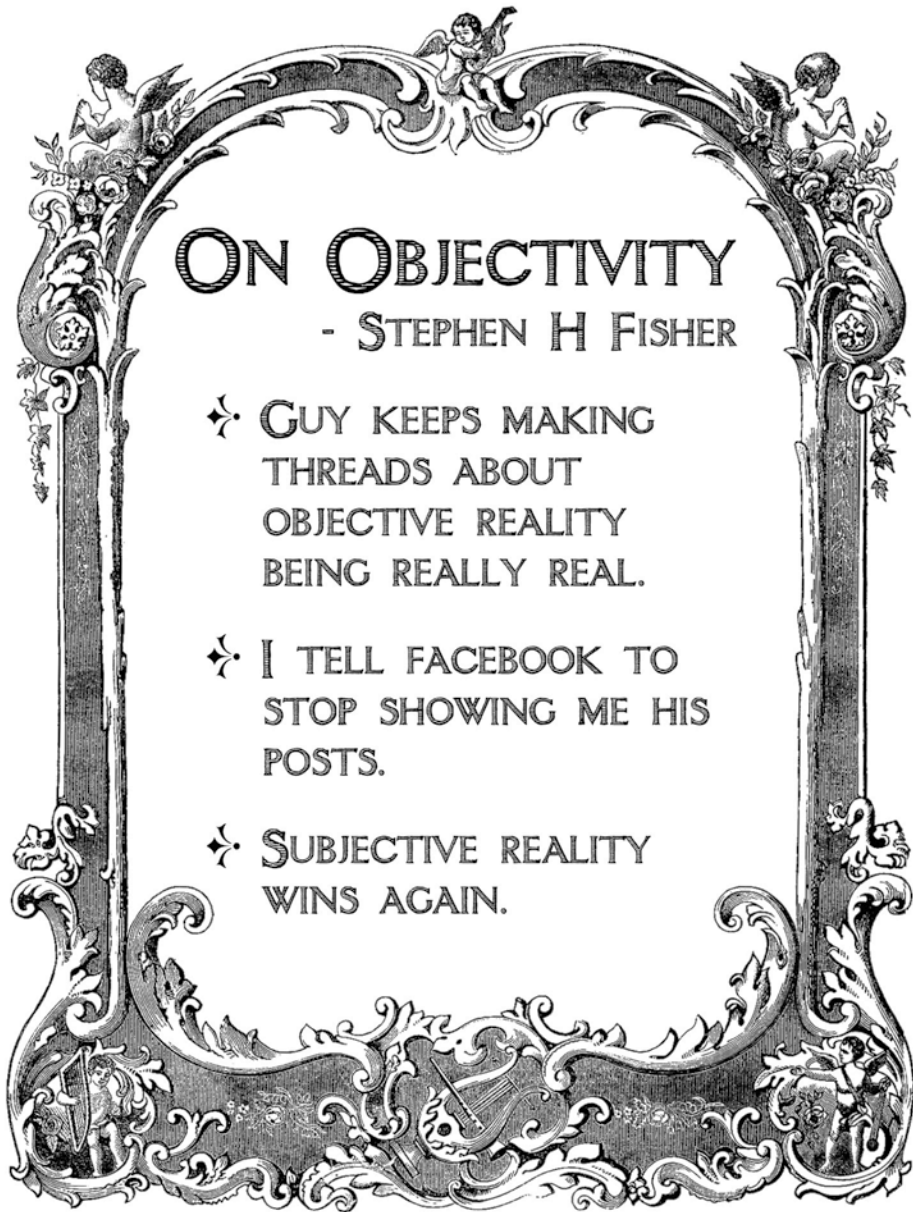 On Objectivity
- Stephen H Fisher
Guy keeps making
threads about
objective reality
being really real.
I tell Facebook to
stop showing me his
posts.
Subjective reality
wins again.